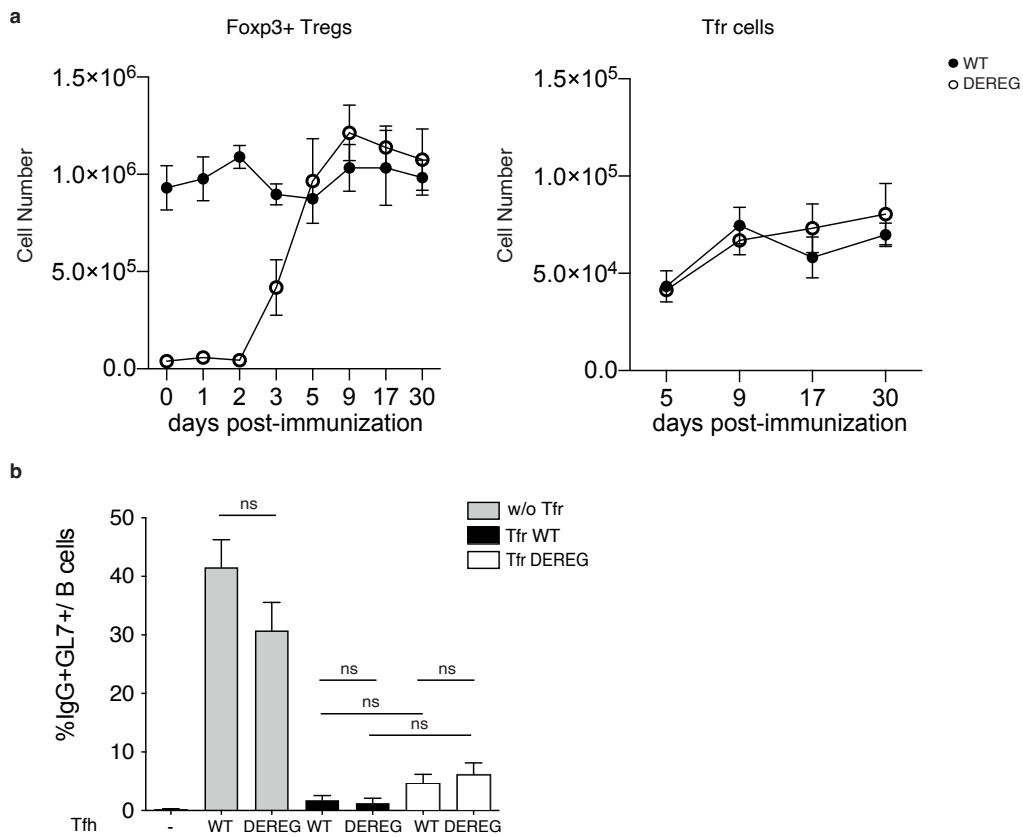 a
Foxp3+ Tregs
Tfr cells
WT
DEREG
1.5×10⁶
1.0×10⁶
5.0×10⁵
0.0
Cell Number
0 1 2 3 5 9 17 30
days post-immunization
1.5×10⁵
1.0×10⁵
5.0×10⁴
0.0
Cell Number
5 9 17 30
days post-immunization
b
w/o Tfr
Tfr WT
Tfr DEREG
ns
ns ns
ns
ns
50
40
30
20
10
0
%IgG+GL7+/ B cells
Tfh - WT DEREG WT DEREG WT DEREG